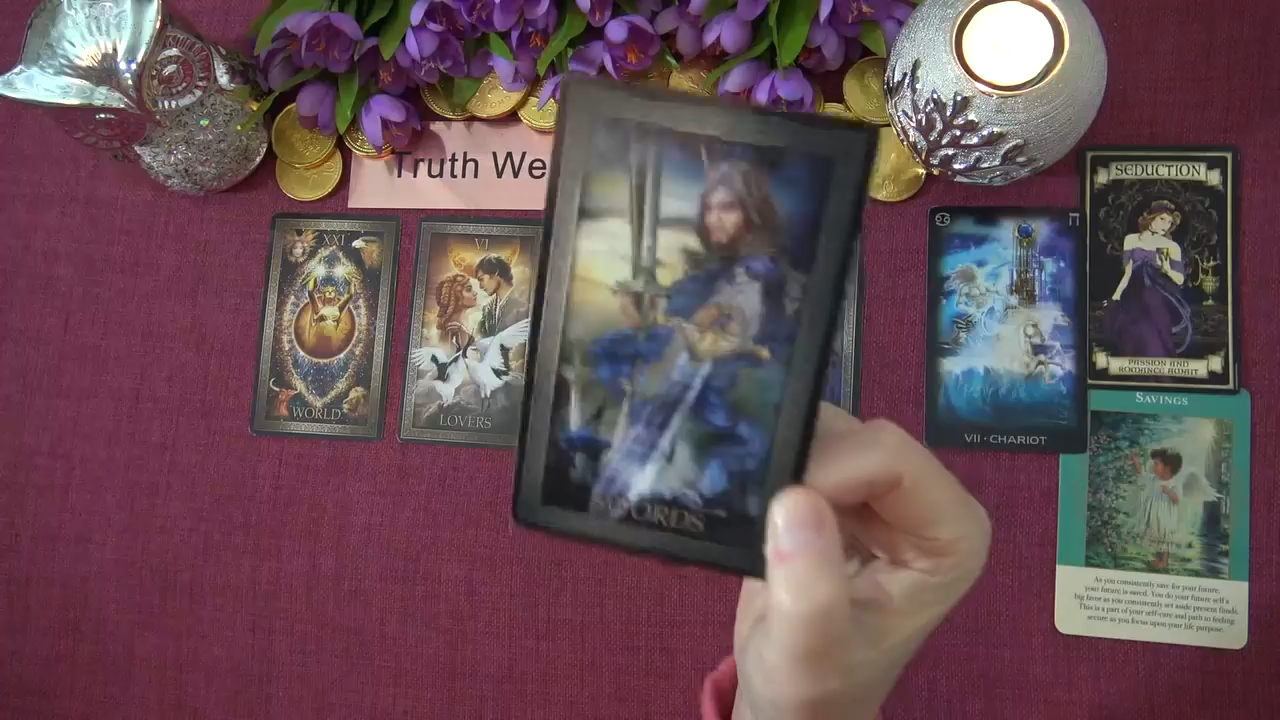 Truth We
XXI
WORLD
VI
LOVERS
SWORDS
VII · CHARIOT
SEDUCTION
PASSION AND
ROMANCE AWAIT
SAVINGS
As you consistently save for your future,
your future is saved. You do your future self a
big favor as you consistently set aside present funds.
This is a part of your self-care and path to feeling
secure as you focus upon your life purpose.